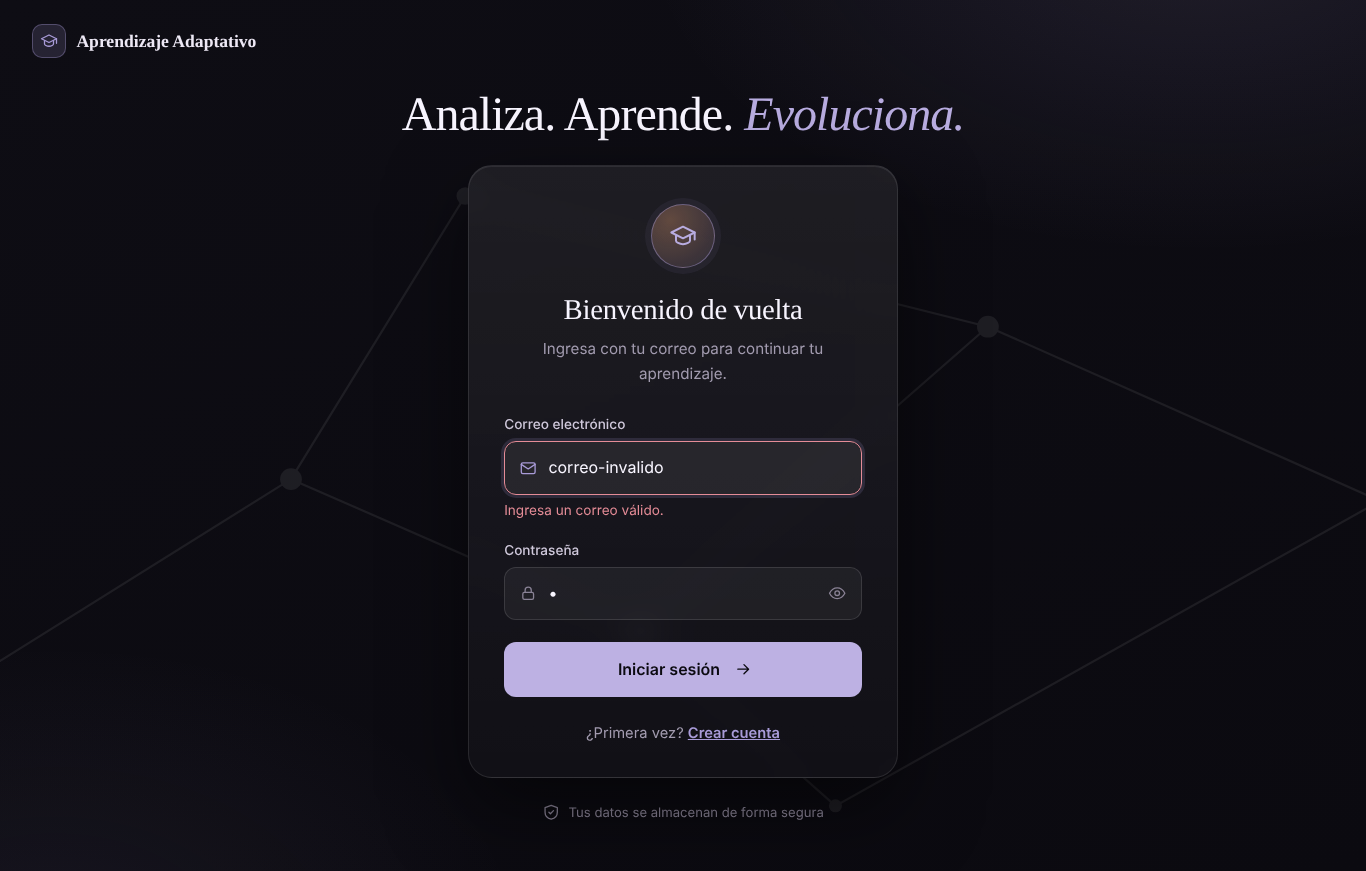 Aprendizaje Adaptativo
Analiza. Aprende. Evoluciona.
Bienvenido de vuelta
Ingresa con tu correo para continuar tu
aprendizaje.
Correo electrónico
correo-invalido
Ingresa un correo válido.
Contraseña
•
Iniciar sesión →
¿Primera vez? Crear cuenta
Tus datos se almacenan de forma segura